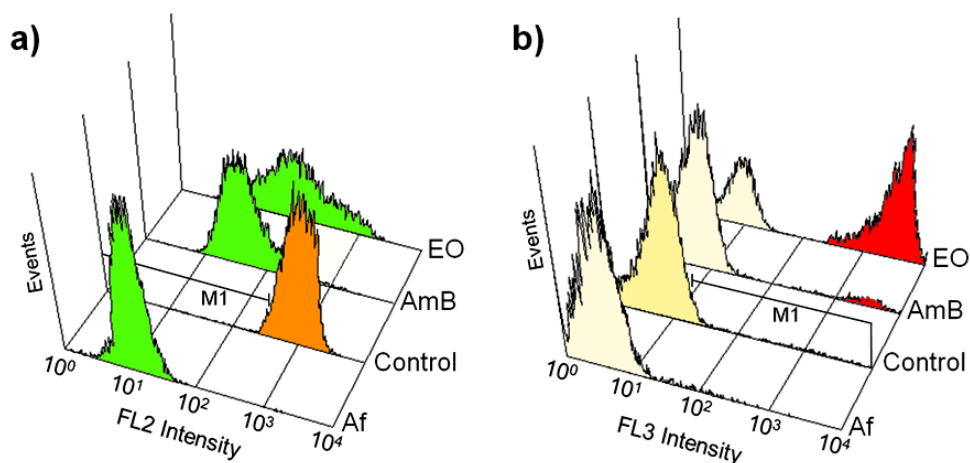 a)
Events
M1
10⁰ 10¹ 10² 10³ 10⁴
FL2 Intensity
EO
AmB
Control
Af
b)
Events
M1
10⁰ 10¹ 10² 10³ 10⁴
FL3 Intensity
EO
AmB
Control
Af